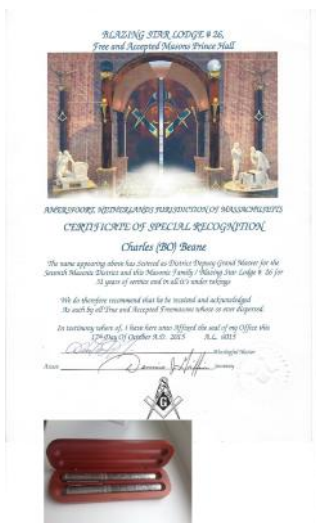 BLAZING STAR LODGE # 26,
Free and Accepted Masons Prince Hall
AMERSFOORT, NETHERLANDS JURISDICTION OF MASSACHUSETTS
CERTIFICATE OF SPECIAL RECOGNITION
Charles (BO) Beane
The name appearing above has Served as District Deputy Grand Master for the
Seventh Masonic District and this Masonic Family / Blazing Star Lodge # 26 for
31 years of service and in all it's under takings
We do therefore recommend that he be received and acknowledged
As such by all True and Accepted Freemasons where so ever dispersed
In testimony where of, I have here unto Affixed the seal of my Office this
17th Day Of October A.D. 2015 A.L. 6015
Worshipful Master
Attest Secretary
G